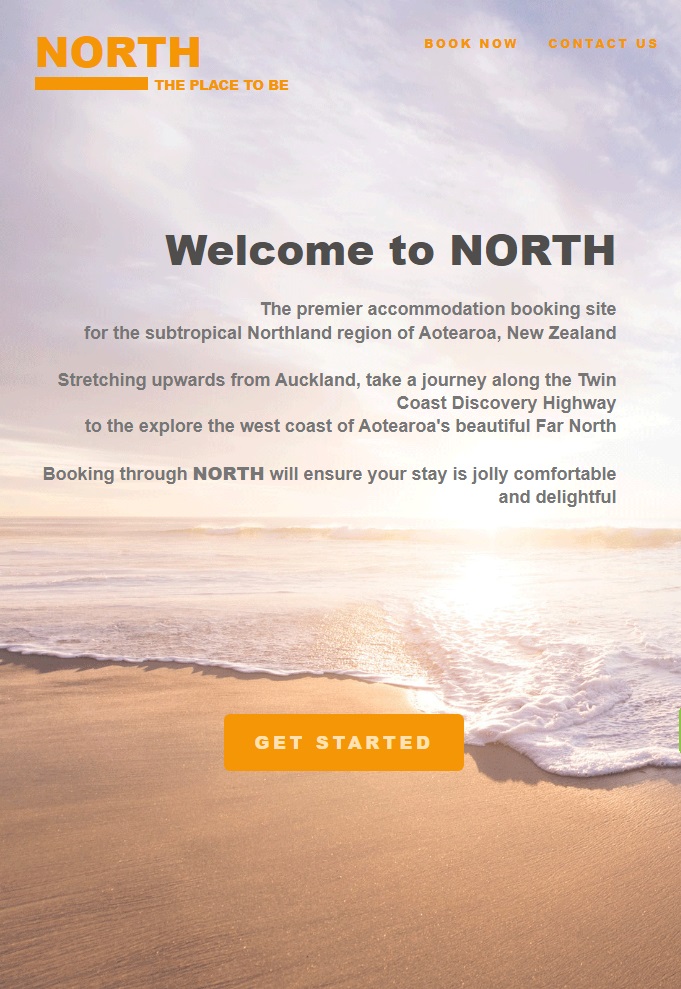 NORTH
THE PLACE TO BE
BOOK NOW
CONTACT US
Welcome to NORTH
The premier accommodation booking site
for the subtropical Northland region of Aotearoa, New Zealand
Stretching upwards from Auckland, take a journey along the Twin
Coast Discovery Highway
to the explore the west coast of Aotearoa's beautiful Far North
Booking through NORTH will ensure your stay is jolly comfortable
and delightful
GET STARTED